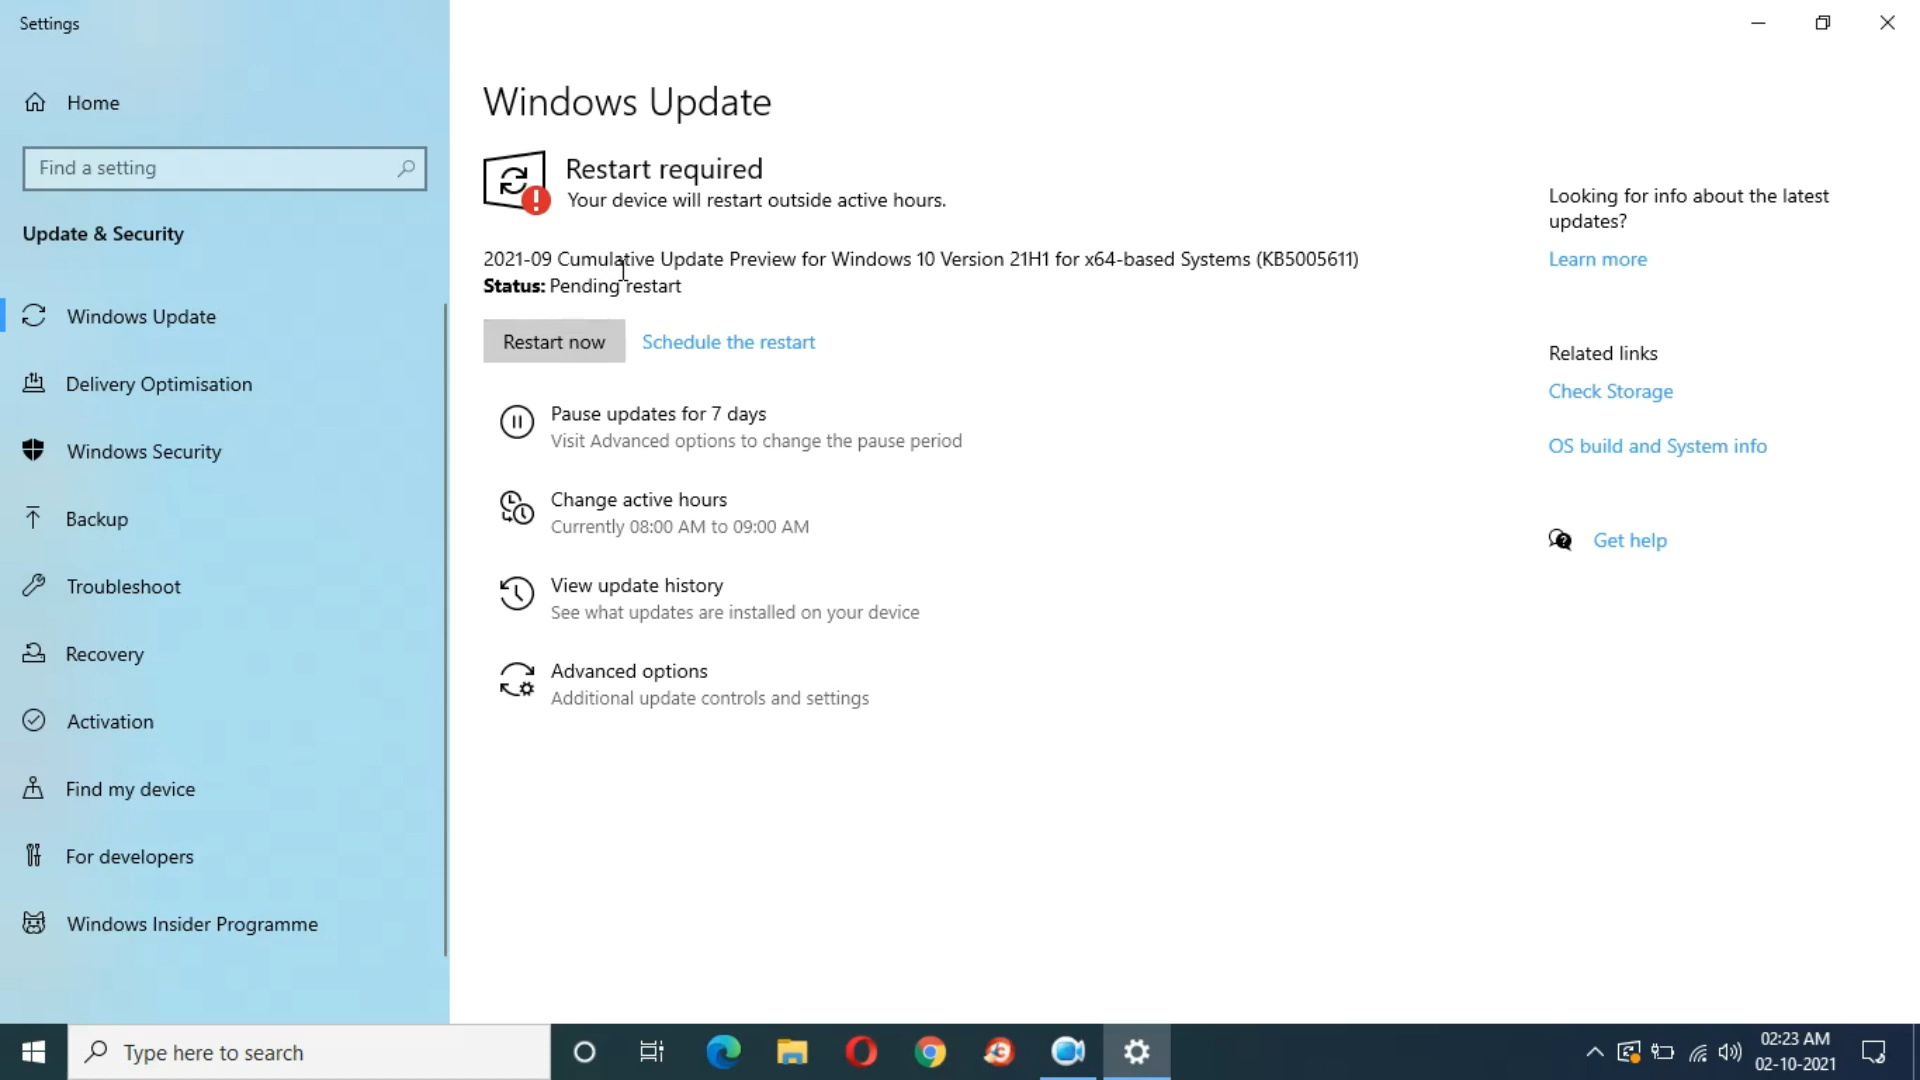 Settings
Home
Find a setting
Update & Security
Windows Update
Delivery Optimisation
Windows Security
Backup
Troubleshoot
Recovery
Activation
Find my device
For developers
Windows Insider Programme
Windows Update
Restart required
Your device will restart outside active hours.
2021-09 Cumulative Update Preview for Windows 10 Version 21H1 for x64-based Systems (KB5005611)
Status: Pending restart
Restart now
Schedule the restart
Pause updates for 7 days
Visit Advanced options to change the pause period
Change active hours
Currently 08:00 AM to 09:00 AM
View update history
See what updates are installed on your device
Advanced options
Additional update controls and settings
Looking for info about the latest
updates?
Learn more
Related links
Check Storage
OS build and System info
Get help
Type here to search
02:23 AM
02-10-2021